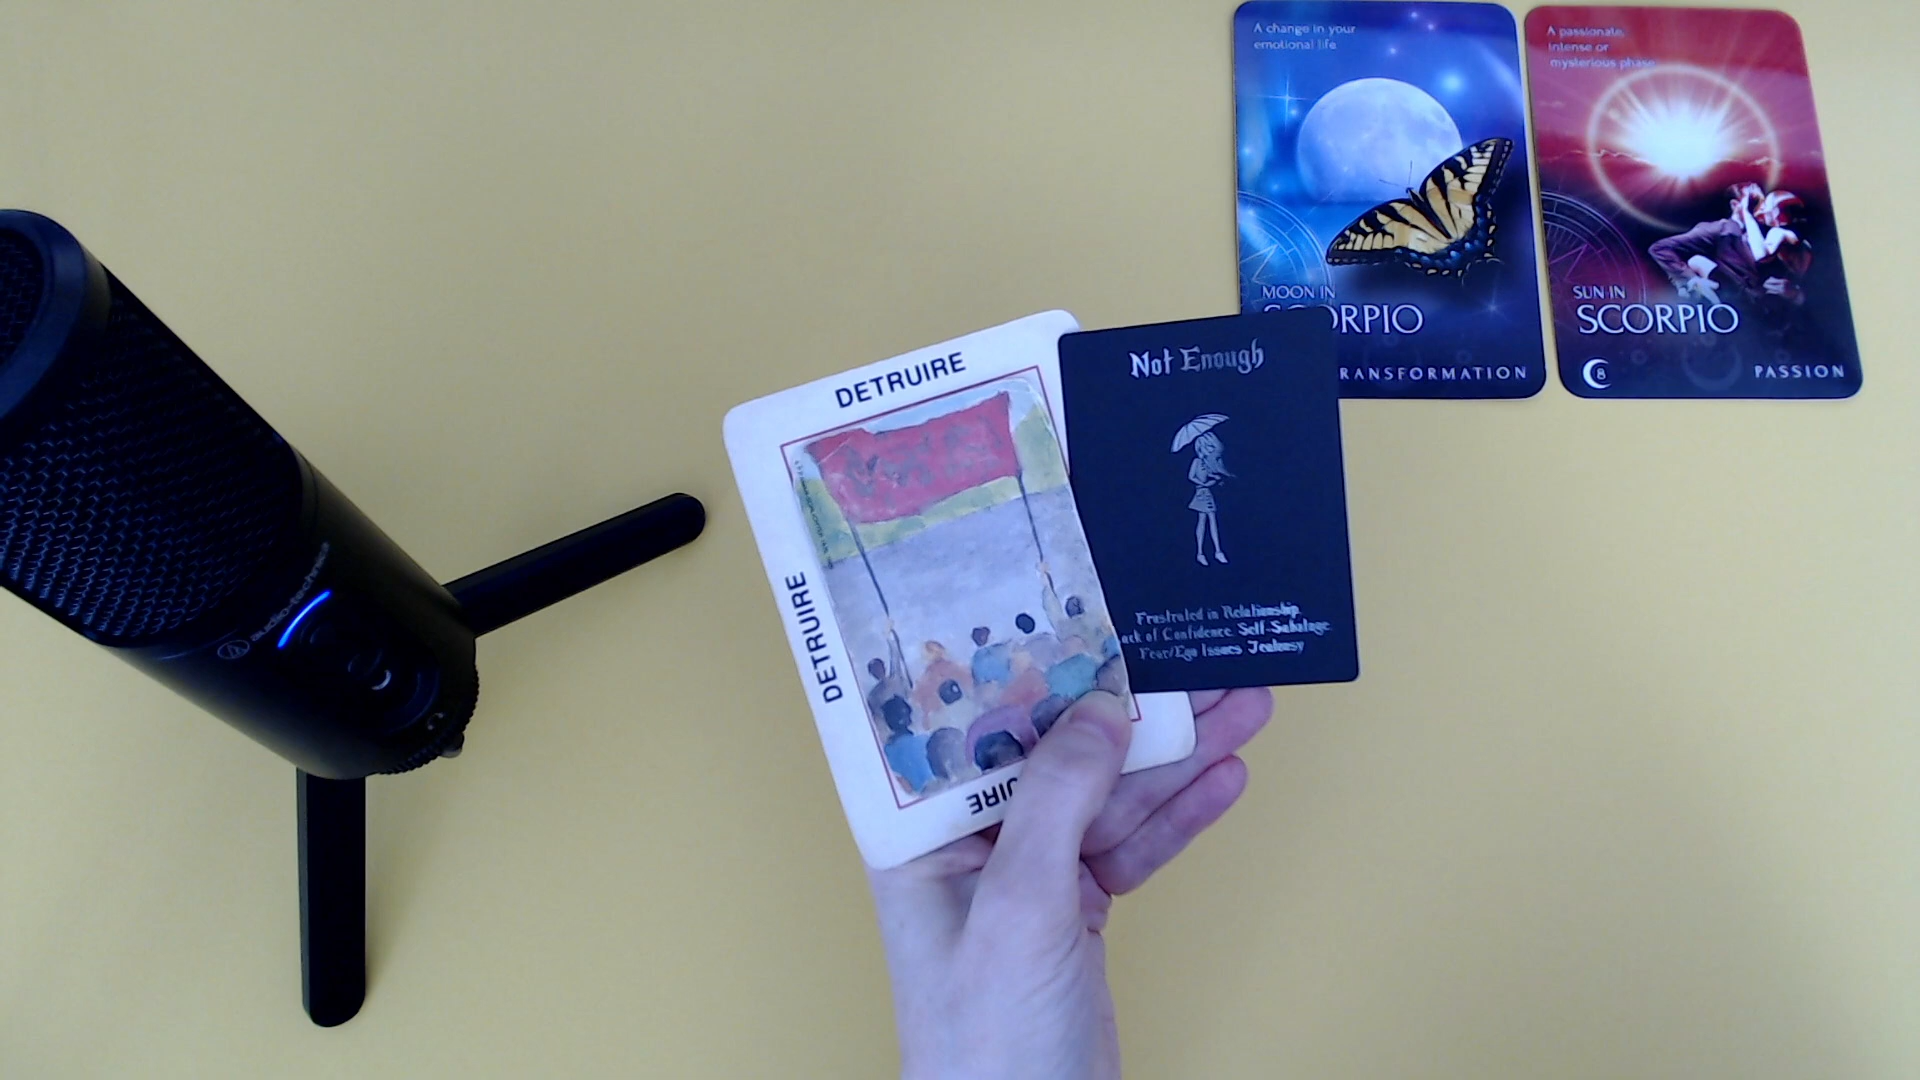 A change in your
emotional life
MOON IN
SCORPIO
TRANSFORMATION
A passionate,
intense or
mysterious phase
SUN IN
SCORPIO
8
PASSION
DETRUIRE
DETRUIRE
Not Enough
Frustrated in Relationship
Lack of Confidence Self-Sabotage
Fear/Ego Issues Jealousy
audio-technica